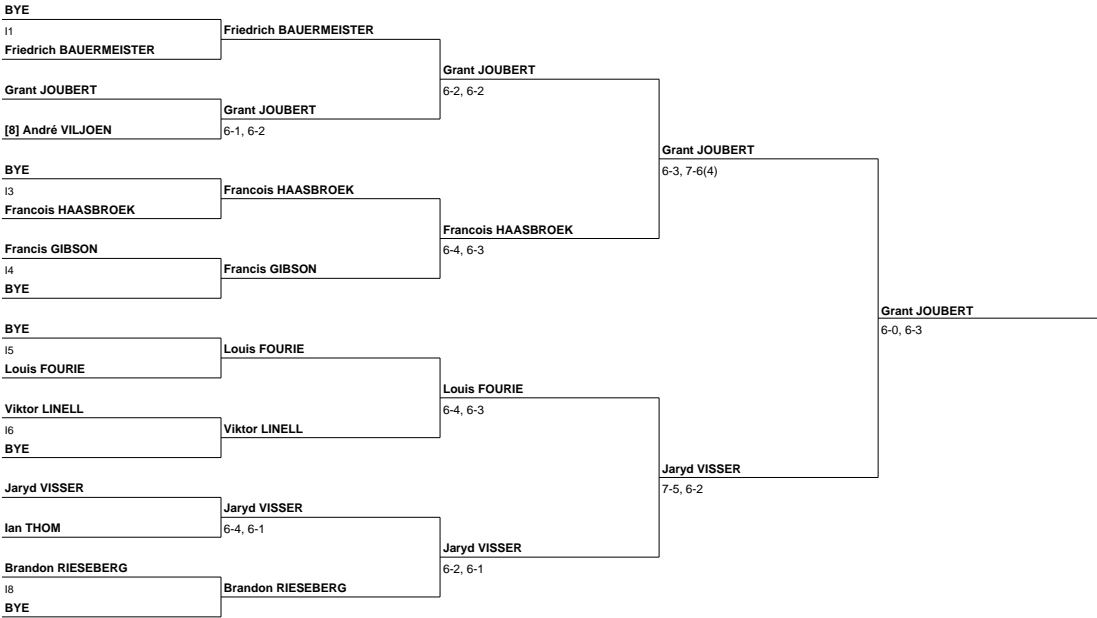 BYE
I1
Friedrich BAUERMEISTER
Grant JOUBERT
[8] André VILJOEN
BYE
I3
Francois HAASBROEK
Francis GIBSON
I4
BYE
BYE
I5
Louis FOURIE
Viktor LINELL
I6
BYE
Jaryd VISSER
Ian THOM
Brandon RIESEBERG
I8
BYE
Friedrich BAUERMEISTER
Grant JOUBERT
6-1, 6-2
Francois HAASBROEK
Francis GIBSON
Louis FOURIE
Viktor LINELL
Jaryd VISSER
6-4, 6-1
Brandon RIESEBERG
Grant JOUBERT
6-2, 6-2
Francois HAASBROEK
6-4, 6-3
Louis FOURIE
6-4, 6-3
Jaryd VISSER
6-2, 6-1
Grant JOUBERT
6-3, 7-6(4)
Jaryd VISSER
7-5, 6-2
Grant JOUBERT
6-0, 6-3